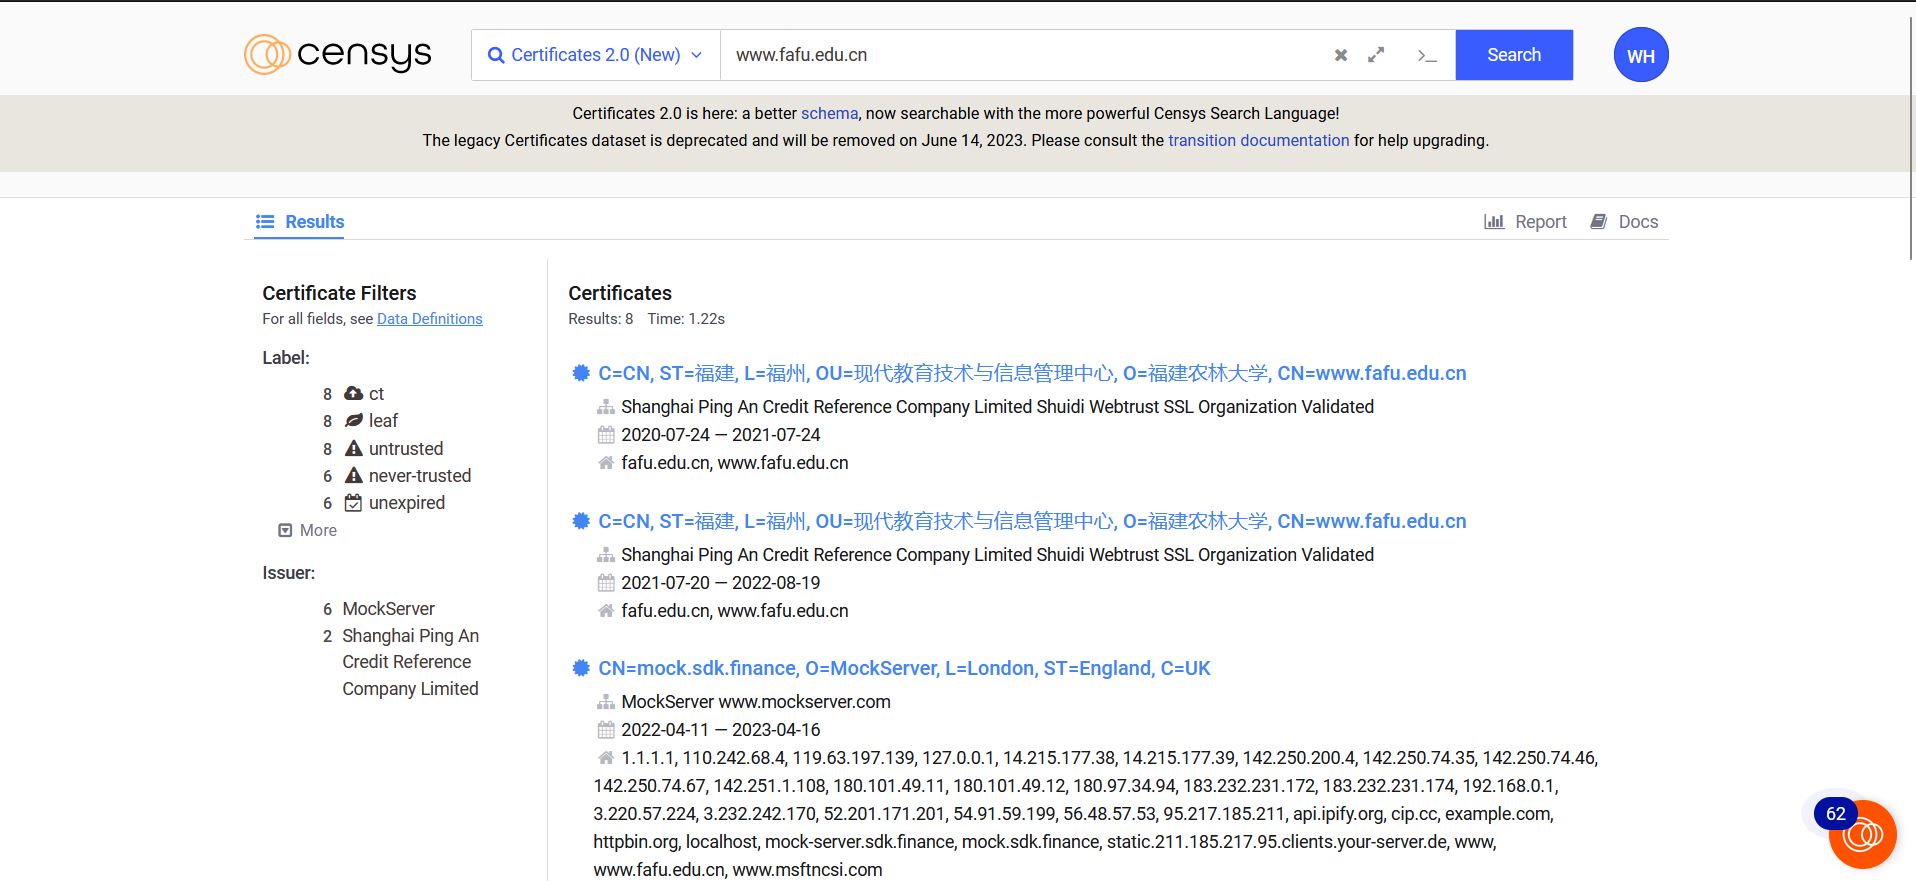 censys
Certificates 2.0 (New)
www.fafu.edu.cn
>_
Search
WH
Certificates 2.0 is here: a better schema, now searchable with the more powerful Censys Search Language!
The legacy Certificates dataset is deprecated and will be removed on June 14, 2023. Please consult the transition documentation for help upgrading.
Results
Report
Docs
Certificate Filters
For all fields, see Data Definitions
Label:
8 ct
8 leaf
8 untrusted
6 never-trusted
6 unexpired
More
Issuer:
6 MockServer
2 Shanghai Ping An
Credit Reference
Company Limited
Certificates
Results: 8 Time: 1.22s
C=CN, ST=福建, L=福州, OU=现代教育技术与信息管理中心, O=福建农林大学, CN=www.fafu.edu.cn
Shanghai Ping An Credit Reference Company Limited Shuidi Webtrust SSL Organization Validated
2020-07-24 — 2021-07-24
fafu.edu.cn, www.fafu.edu.cn
C=CN, ST=福建, L=福州, OU=现代教育技术与信息管理中心, O=福建农林大学, CN=www.fafu.edu.cn
Shanghai Ping An Credit Reference Company Limited Shuidi Webtrust SSL Organization Validated
2021-07-20 — 2022-08-19
fafu.edu.cn, www.fafu.edu.cn
CN=mock.sdk.finance, O=MockServer, L=London, ST=England, C=UK
MockServer www.mockserver.com
2022-04-11 — 2023-04-16
1.1.1.1, 110.242.68.4, 119.63.197.139, 127.0.0.1, 14.215.177.38, 14.215.177.39, 142.250.200.4, 142.250.74.35, 142.250.74.46,
142.250.74.67, 142.251.1.108, 180.101.49.11, 180.101.49.12, 180.97.34.94, 183.232.231.172, 183.232.231.174, 192.168.0.1,
3.220.57.224, 3.232.242.170, 52.201.171.201, 54.91.59.199, 56.48.57.53, 95.217.185.211, api.ipify.org, cip.cc, example.com,
httpbin.org, localhost, mock-server.sdk.finance, mock.sdk.finance, static.211.185.217.95.clients.your-server.de, www,
www.fafu.edu.cn, www.msftncsi.com
62